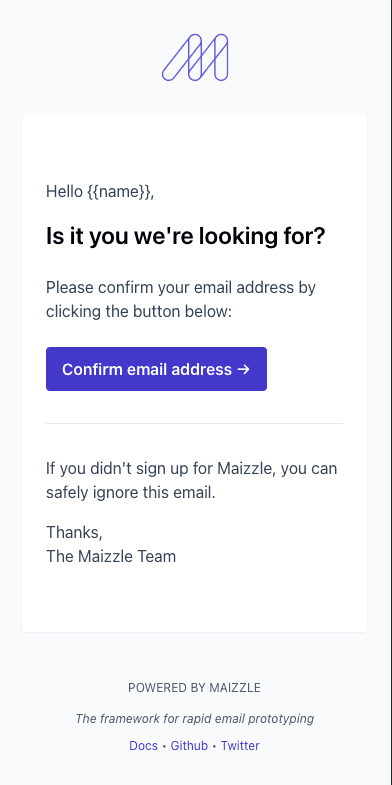 Hello {{name}},
Is it you we're looking for?
Please confirm your email address by
clicking the button below:
Confirm email address →
If you didn't sign up for Maizzle, you can
safely ignore this email.
Thanks,
The Maizzle Team
POWERED BY MAIZZLE
The framework for rapid email prototyping
Docs • Github • Twitter